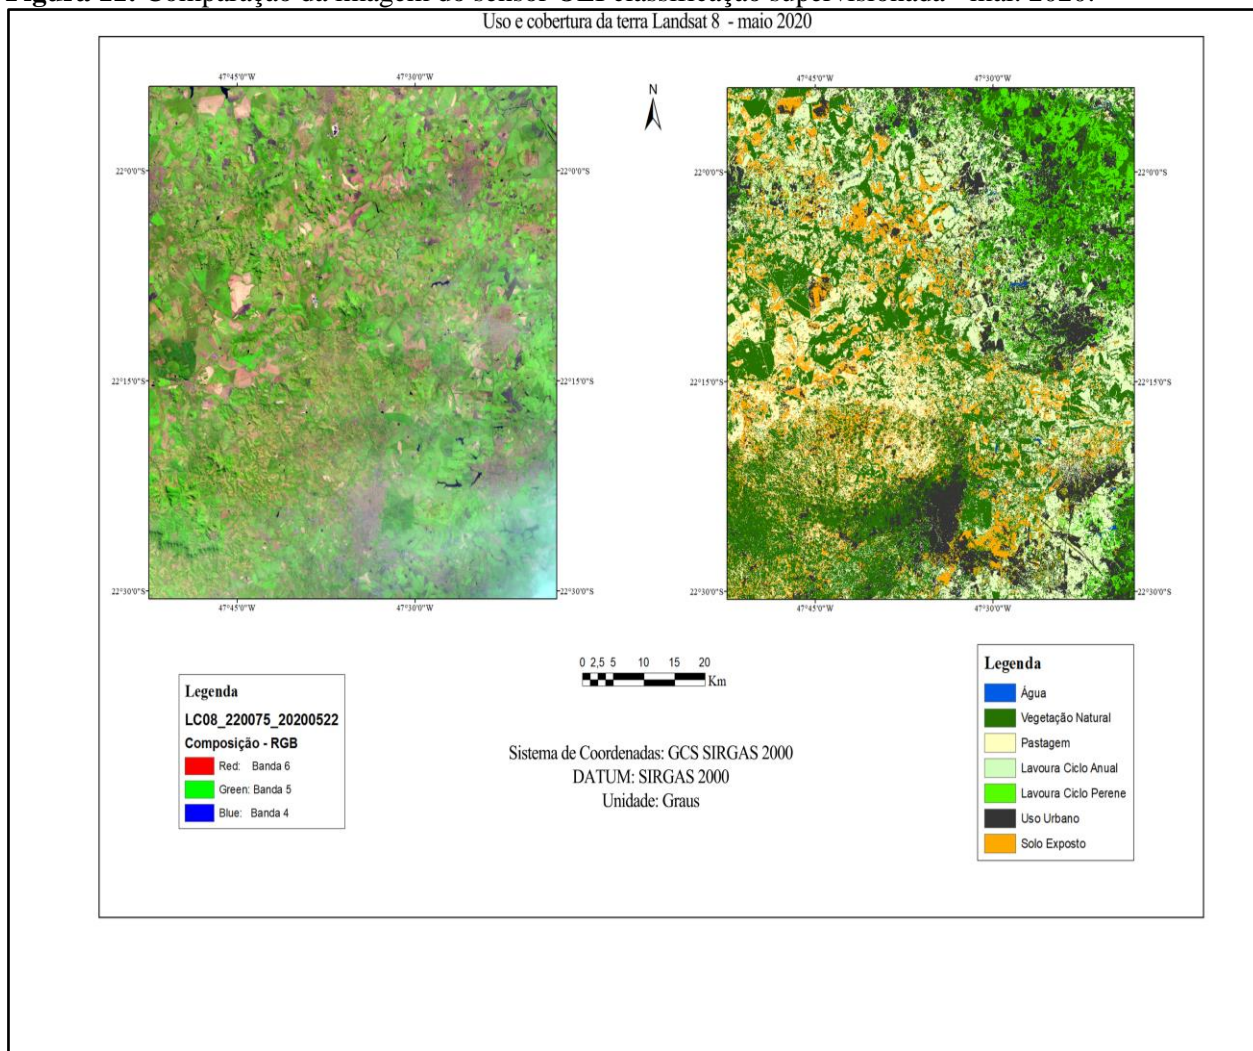 Comparação da imagem do sensor OLI classificação supervisionada - mai. 2020.
Uso e cobertura da terra Landsat 8 - maio 2020
47°45'0"W 47°30'0"W
47°45'0"W 47°30'0"W
N
22°0'0"S 22°0'0"S
22°0'0"S 22°0'0"S
22°15'0"S 22°15'0"S
22°15'0"S 22°15'0"S
22°30'0"S 22°30'0"S
22°30'0"S 22°30'0"S
47°45'0"W 47°30'0"W
47°45'0"W 47°30'0"W
0 2,5 5 10 15 20
Km
Legenda
LC08_220075_20200522
Composição - RGB
Red: Banda 6
Green: Banda 5
Blue: Banda 4
Sistema de Coordenadas: GCS SIRGAS 2000
DATUM: SIRGAS 2000
Unidade: Graus
Legenda
Água
Vegetação Natural
Pastagem
Lavoura Ciclo Anual
Lavoura Ciclo Perene
Uso Urbano
Solo Exposto